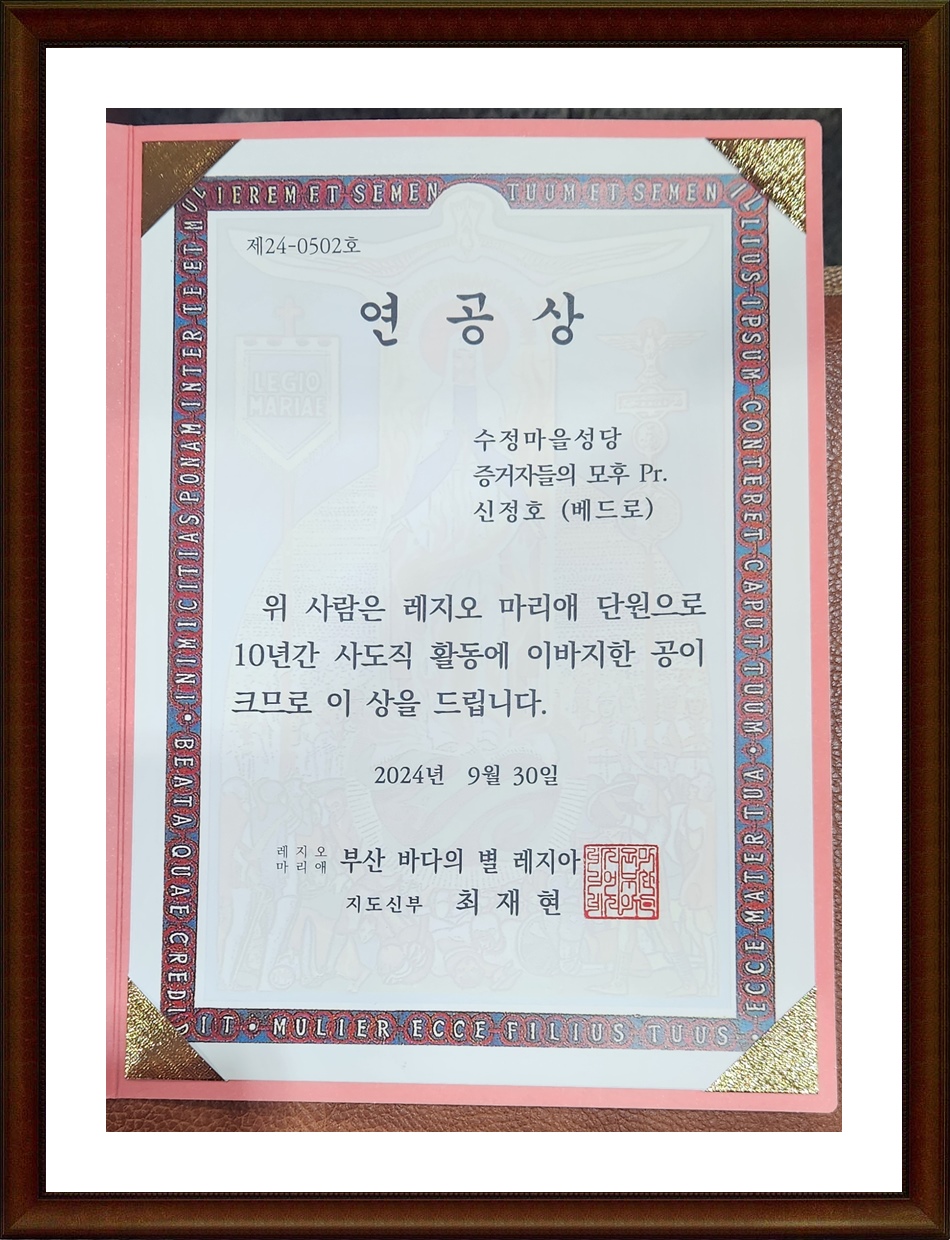 IEREM ET SEMEN TUUM ET SEMEN ILLIUS IPSUM CONTERET CAPUT TUUM • ECCE MATER TUA •
제24-0502호
연 공 상
LEGIO
MARIAE
수정마을성당
증거자들의 모후 Pr.
신정호 (베드로)
위 사람은 레지오 마리애 단원으로
10년간 사도직 활동에 이바지한 공이
크므로 이 상을 드립니다.
2024년 9월 30일
레지오
마리애 부산 바다의 별 레지아
지도신부 최 재 현
MULIER ECCE FILIUS TUUS •
BEATA QUAE CREDIDIT • INIMICITIAS PONAM INTER TE ET MUL